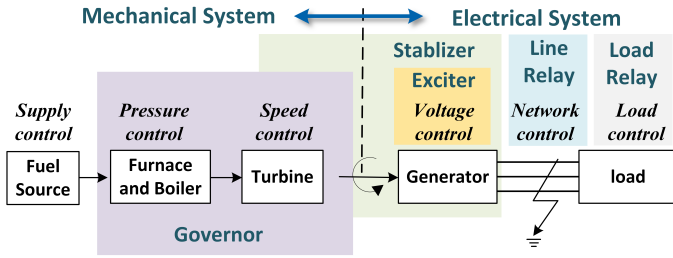 Mechanical System
Electrical System
Stablizer
Exciter
Line
Relay
Load
Relay
Supply
control
Pressure
control
Speed
control
Voltage
control
Network
control
Load
control
Fuel
Source
Furnace
and Boiler
Turbine
Generator
load
Governor